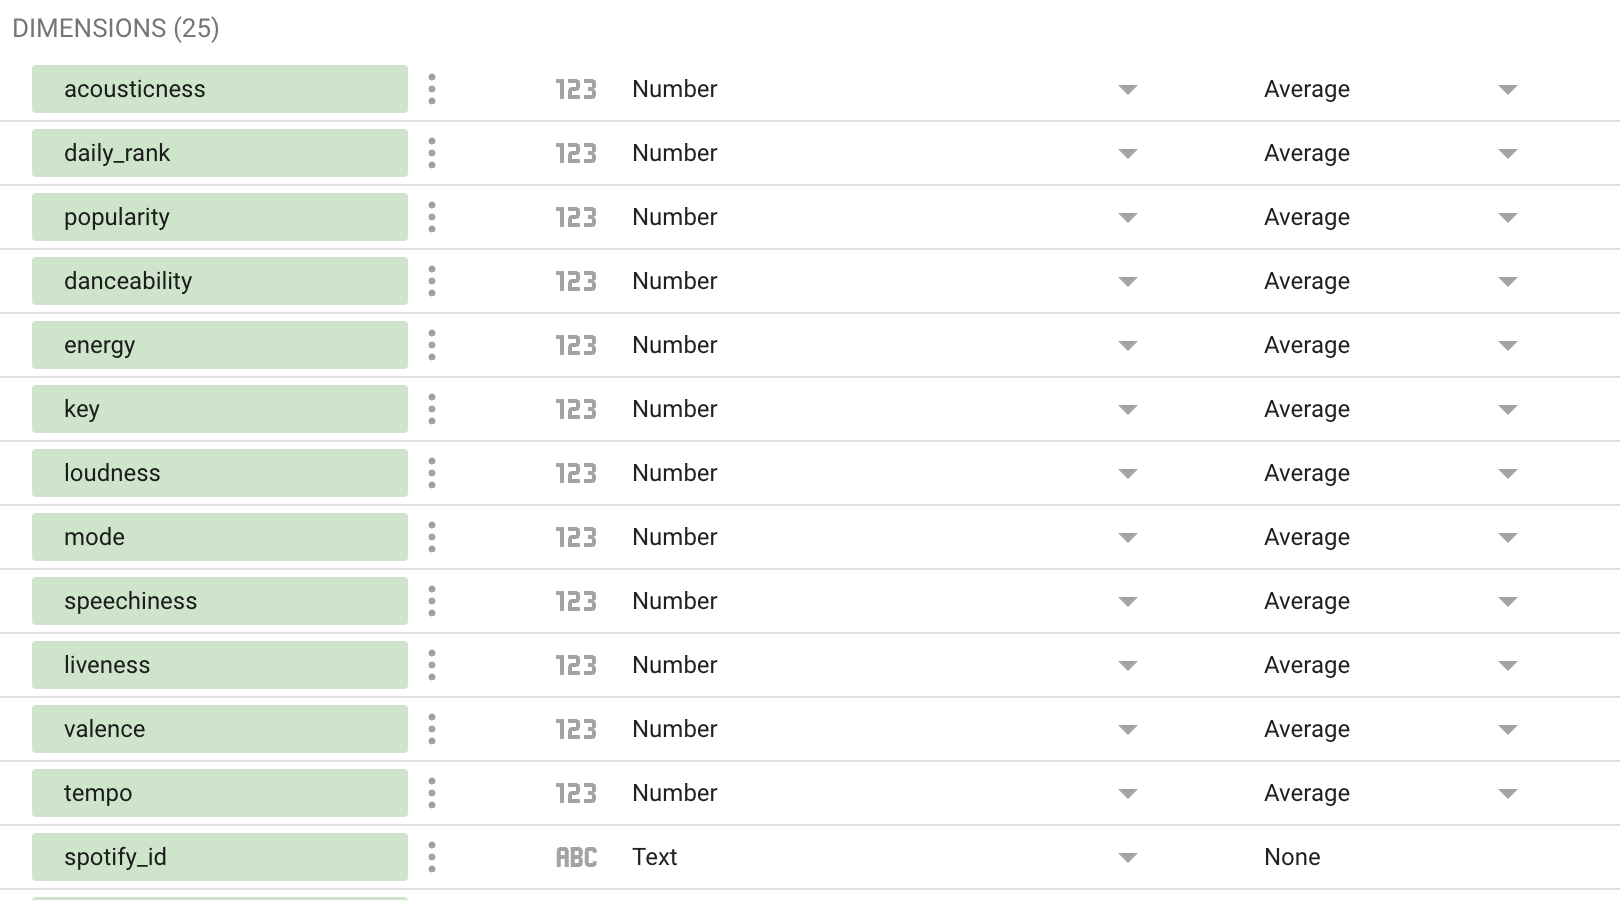 DIMENSIONS (25)
acousticness 123 Number Average
daily_rank 123 Number Average
popularity 123 Number Average
danceability 123 Number Average
energy 123 Number Average
key 123 Number Average
loudness 123 Number Average
mode 123 Number Average
speechiness 123 Number Average
liveness 123 Number Average
valence 123 Number Average
tempo 123 Number Average
spotify_id ABC Text None